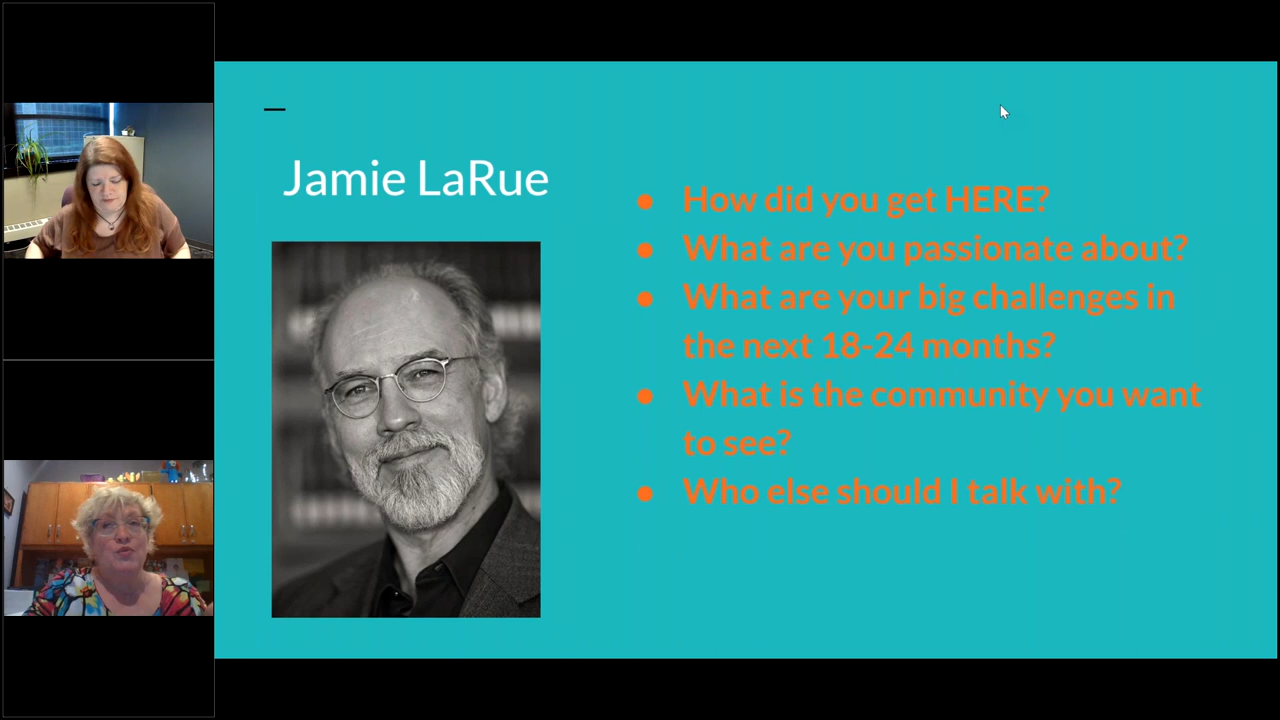 Jamie LaRue
● How did you get HERE?
● What are you passionate about?
● What are your big challenges in
the next 18-24 months?
● What is the community you want
to see?
● Who else should I talk with?